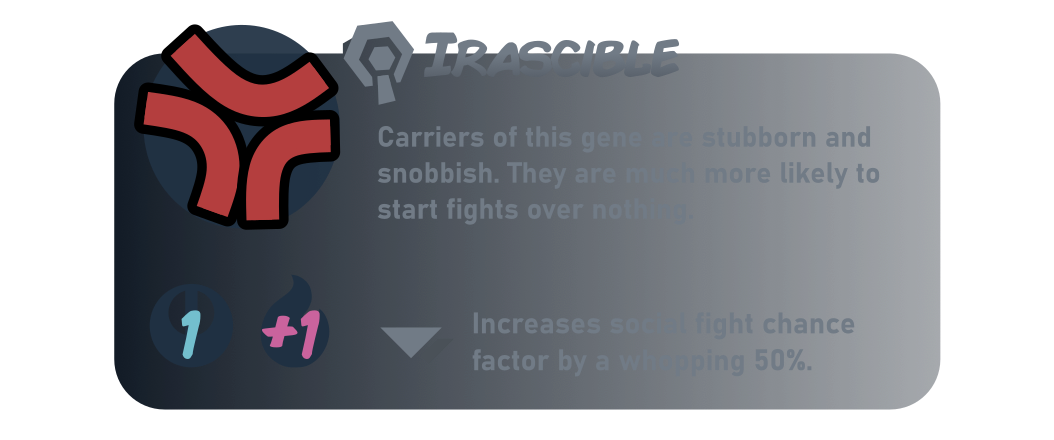 Irascible
Carriers of this gene are stubborn and
snobbish. They are much more likely to
start fights over nothing.
1 +1
Increases social fight chance
factor by a whopping 50%.